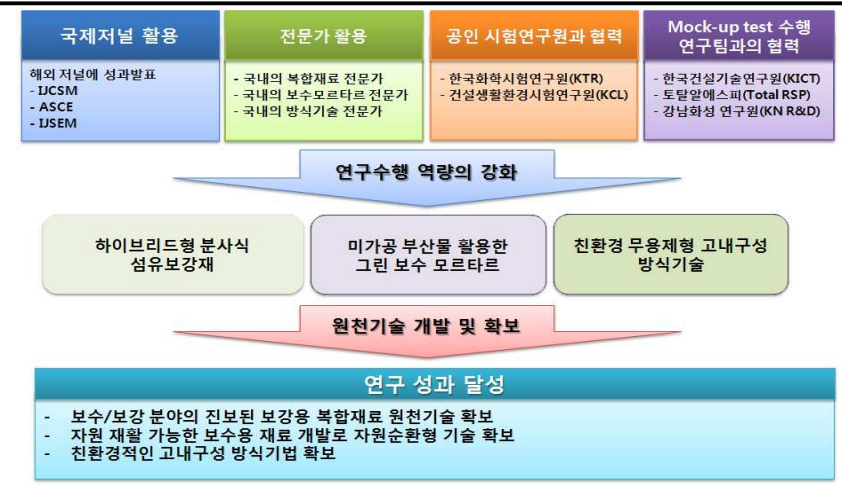 국제저널 활용
해외 저널에 성과발표
- IJCSM
- ASCE
- IJSEM
전문가 활용
- 국내의 복합재료 전문가
- 국내의 보수모르타르 전문가
- 국내의 방식기술 전문가
공인 시험연구원과 협력
- 한국화학시험연구원(KTR)
- 건설생활환경시험연구원(KCL)
Mock-up test 수행
연구팀과의 협력
- 한국건설기술연구원(KICT)
- 토탈알에스피(Total RSP)
- 강남화성 연구원(KN R&D)
연구수행 역량의 강화
하이브리드형 분사식
섬유보강재
미가공 부산물 활용한
그린 보수 모르타르
친환경 무용제형 고내구성
방식기술
원천기술 개발 및 확보
연구 성과 달성
- 보수/보강 분야의 진보된 보강용 복합재료 원천기술 확보
- 자원 재활 가능한 보수용 재료 개발로 자원순환형 기술 확보
- 친환경적인 고내구성 방식기법 확보